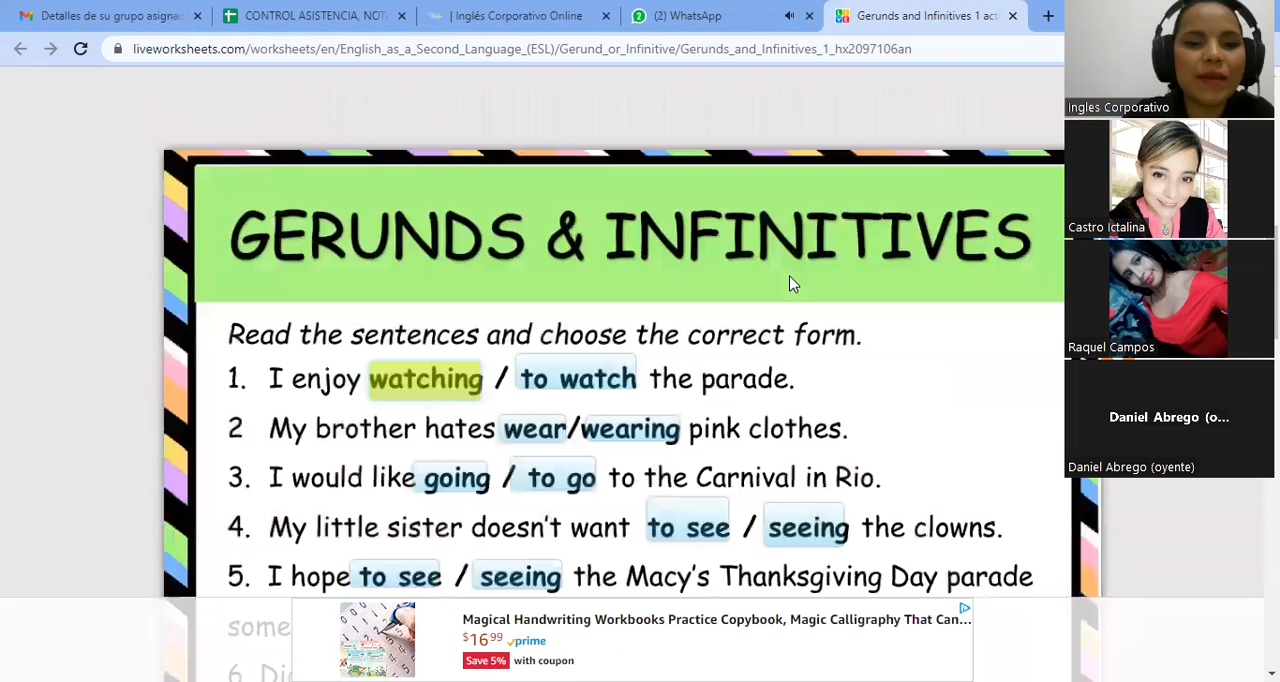 Detalles de su grupo asigna
CONTROL ASISTENCIA, NOT
| Inglés Corporativo Online
(2) WhatsApp
Gerunds and Infinitives 1 acti
liveworksheets.com/worksheets/en/English_as_a_Second_Language_(ESL)/Gerund_or_Infinitive/Gerunds_and_Infinitives_1_hx2097106an
Ingles Corporativo
Castro Ictalina
Raquel Campos
Daniel Abrego (o...
Daniel Abrego (oyente)
GERUNDS & INFINITIVES
Read the sentences and choose the correct form.
1. I enjoy watching / to watch the parade.
2 My brother hates wear/wearing pink clothes.
3. I would like going / to go to the Carnival in Rio.
4. My little sister doesn't want to see / seeing the clowns.
5. I hope to see / seeing the Macy's Thanksgiving Day parade
some
6. Di
Magical Handwriting Workbooks Practice Copybook, Magic Calligraphy That Can...
$16 99 prime
Save 5% with coupon